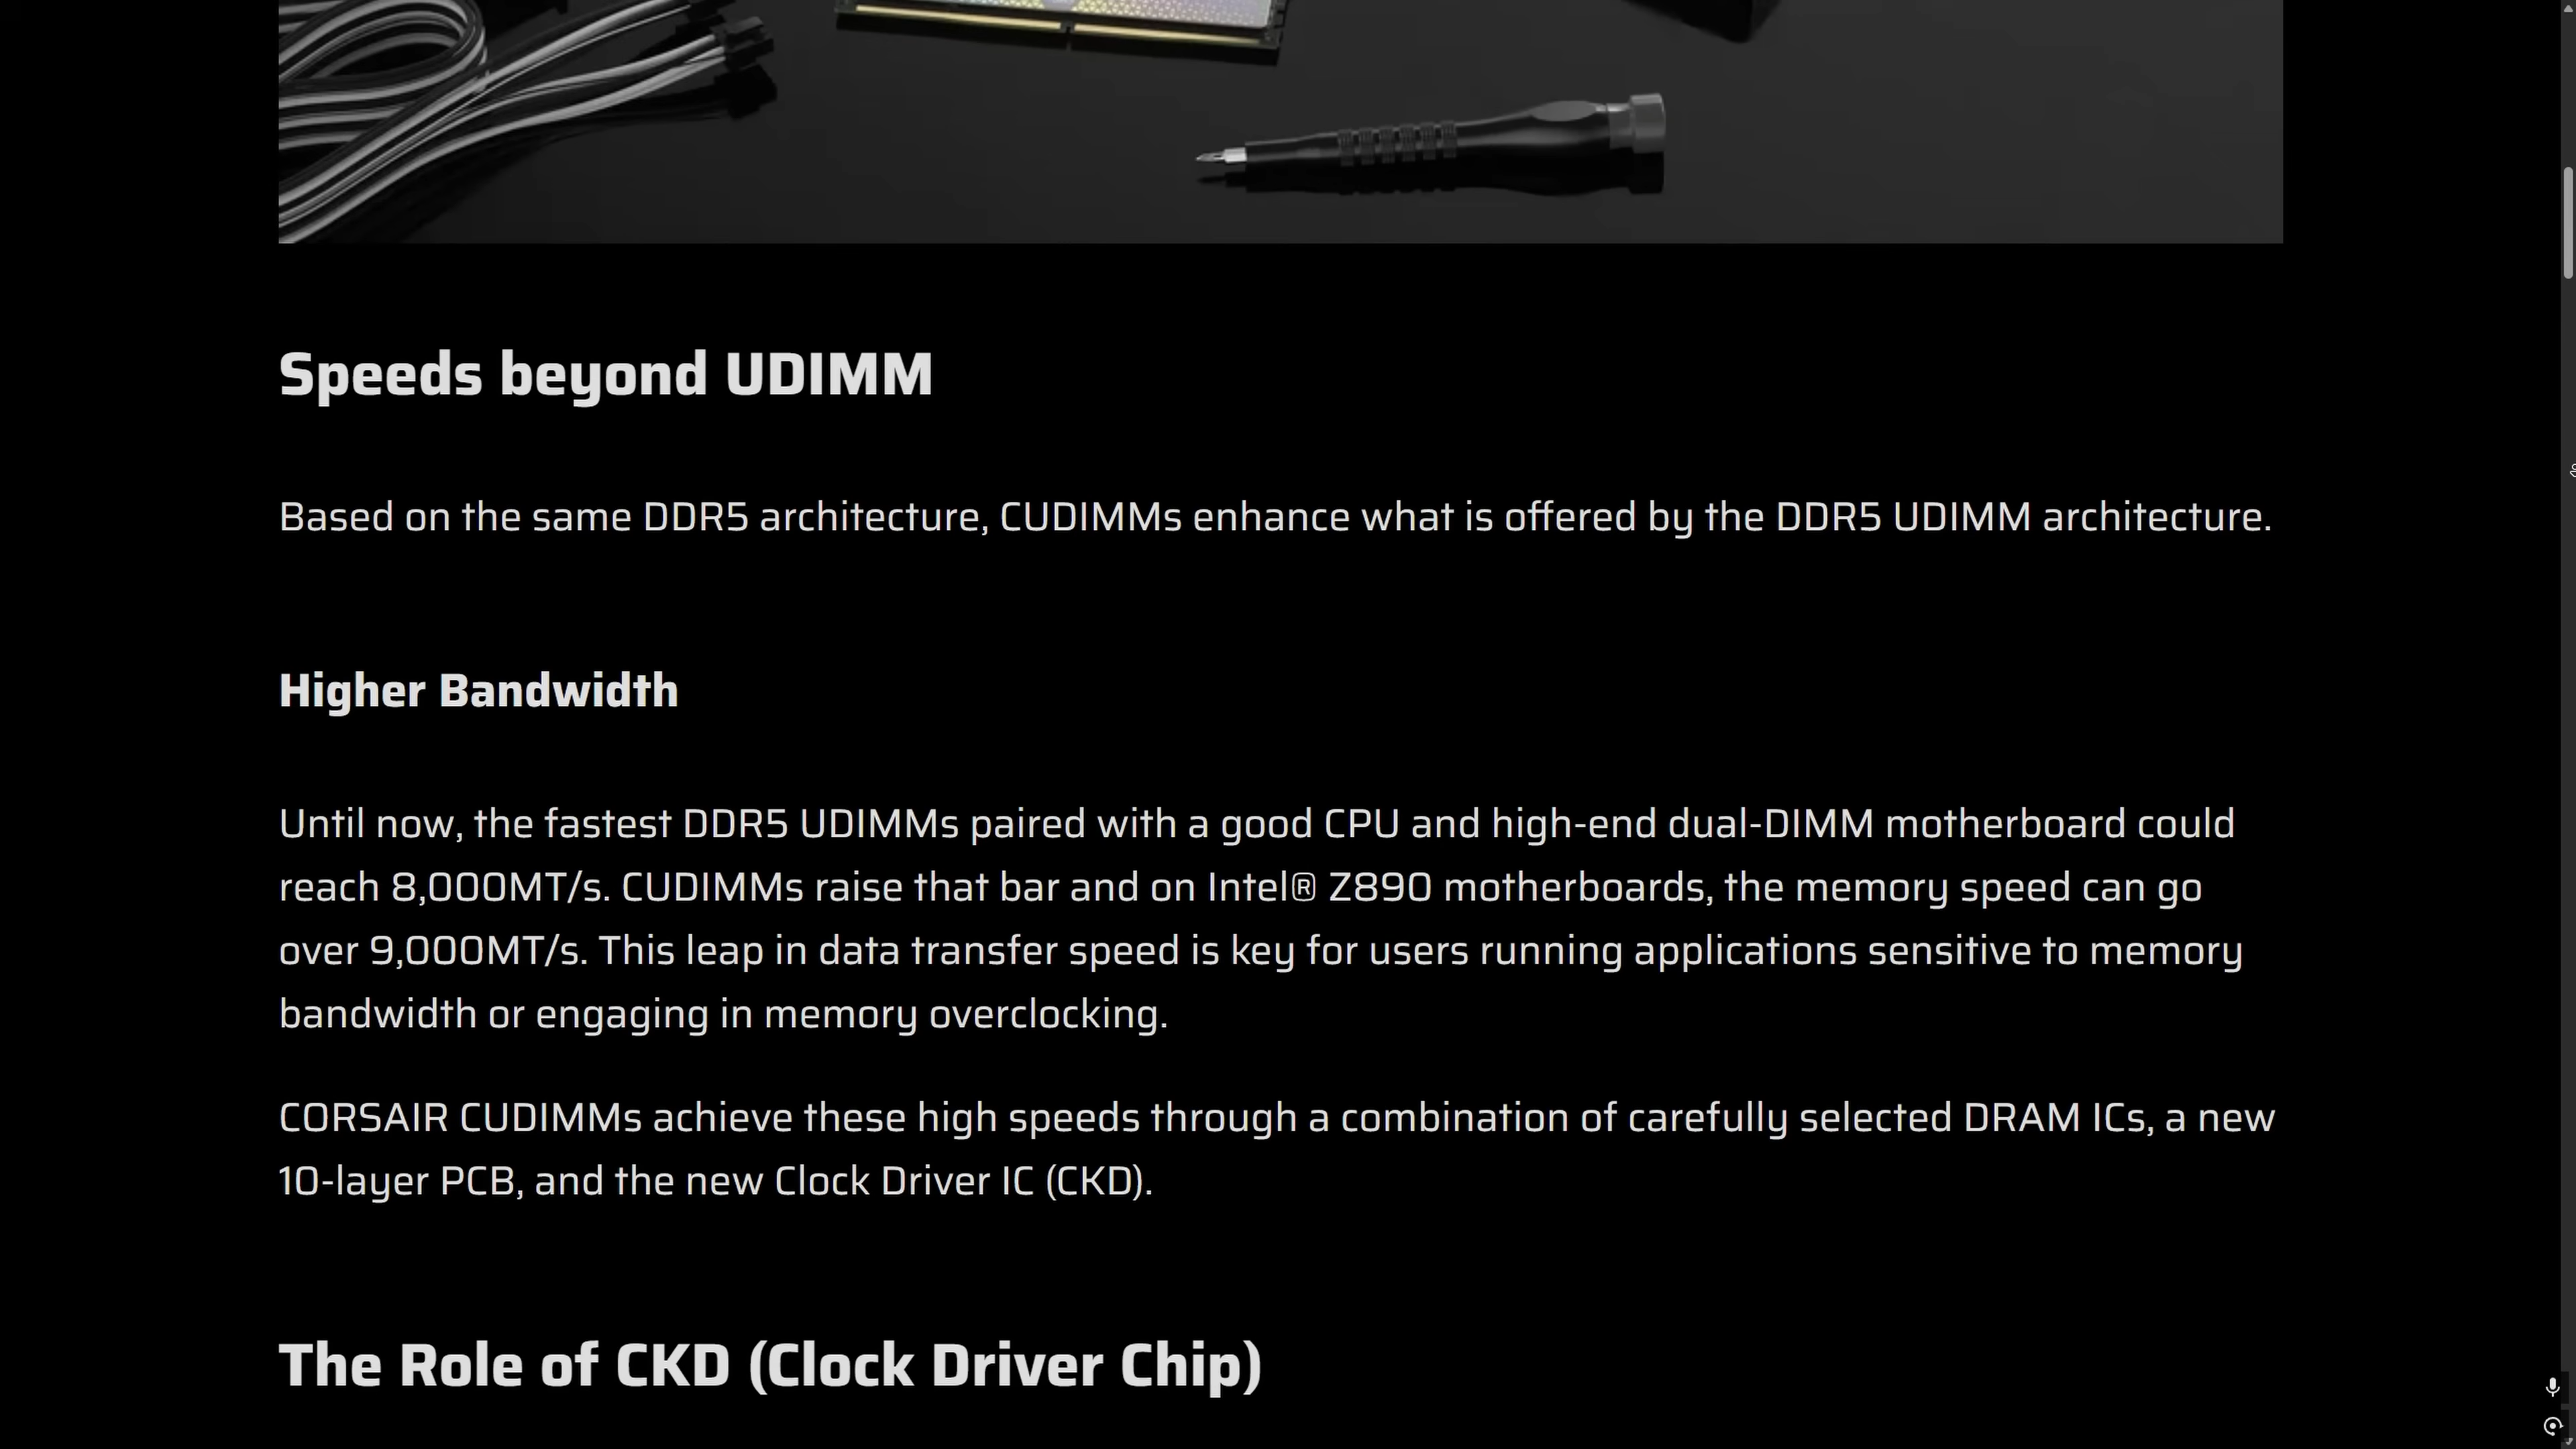 Speeds beyond UDIMM
Based on the same DDR5 architecture, CUDIMMs enhance what is offered by the DDR5 UDIMM architecture.
Higher Bandwidth
Until now, the fastest DDR5 UDIMMs paired with a good CPU and high-end dual-DIMM motherboard could
reach 8,000MT/s. CUDIMMs raise that bar and on Intel® Z890 motherboards, the memory speed can go
over 9,000MT/s. This leap in data transfer speed is key for users running applications sensitive to memory
bandwidth or engaging in memory overclocking.
CORSAIR CUDIMMs achieve these high speeds through a combination of carefully selected DRAM ICs, a new
10-layer PCB, and the new Clock Driver IC (CKD).
The Role of CKD (Clock Driver Chip)